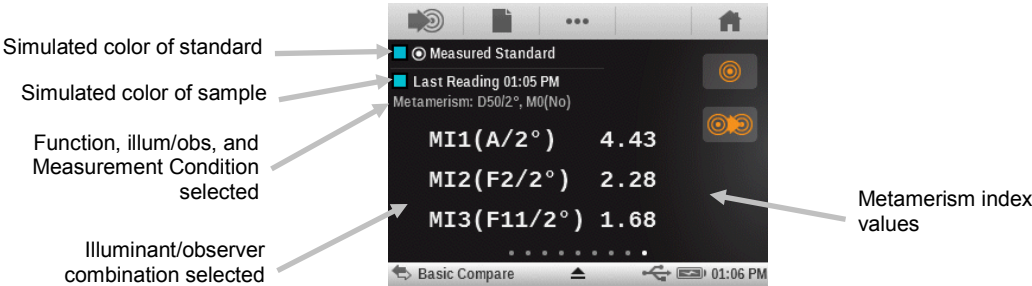 Simulated color of standard
Simulated color of sample
Function, illum/obs, and
Measurement Condition
selected
Illuminant/observer
combination selected
Measured Standard
Last Reading 01:05 PM
Metamerism: D50/2°, M0(No)
MI1(A/2°) 4.43
MI2(F2/2°) 2.28
MI3(F11/2°) 1.68
Basic Compare
01:06 PM
Metamerism index
values